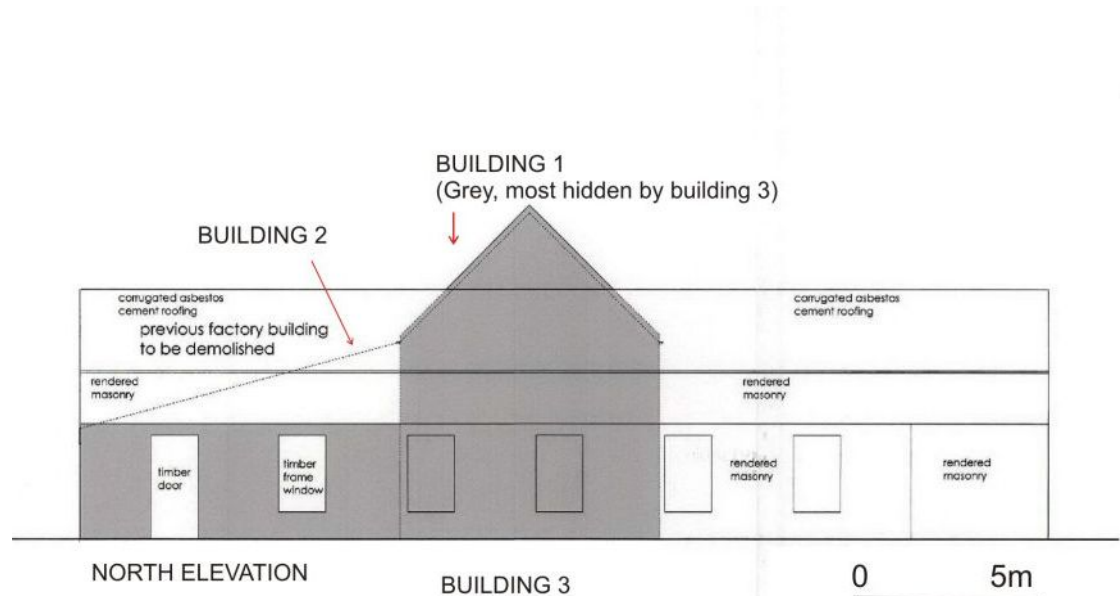 BUILDING 1
(Grey, most hidden by building 3)
BUILDING 2
corrugated asbestos
cement roofing
previous factory building
to be demolished
corrugated asbestos
cement roofing
rendered
masonry
rendered
masonry
timber
door
timber
frame
window
rendered
masonry
rendered
masonry
NORTH ELEVATION
BUILDING 3
0 5m